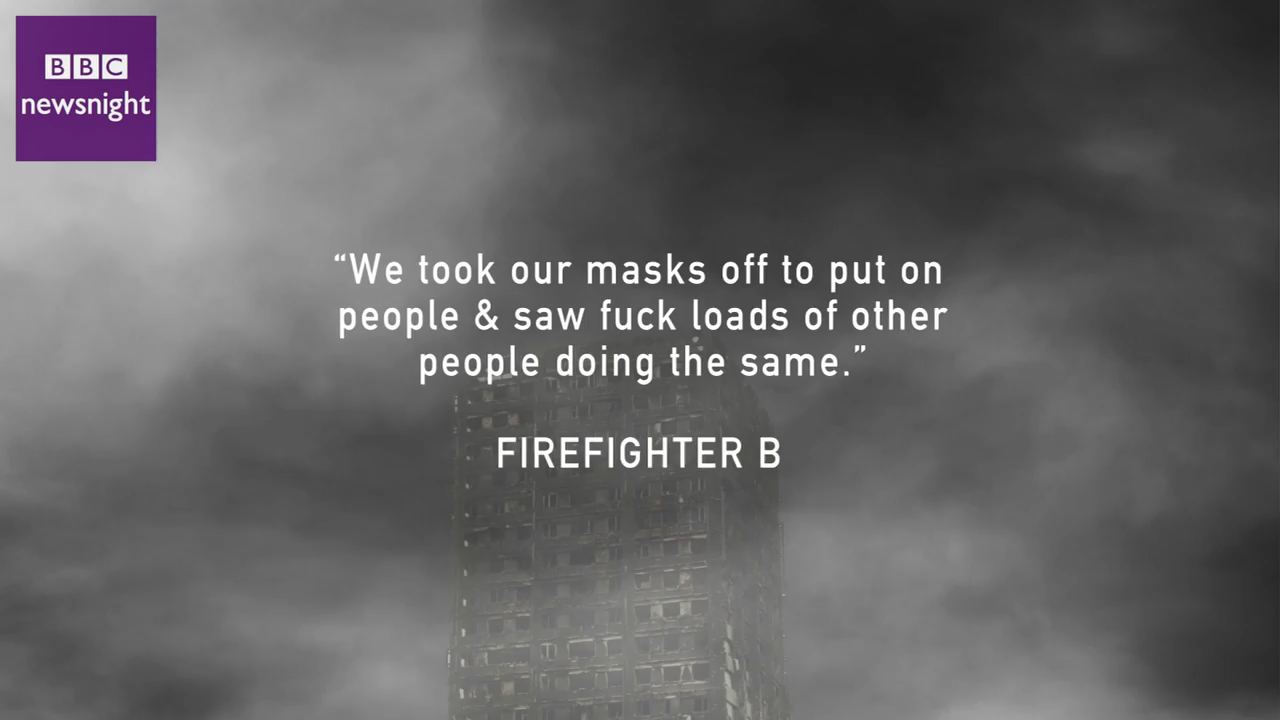 BBC
newsnight
“We took our masks off to put on
people & saw fuck loads of other
people doing the same.”
FIREFIGHTER B